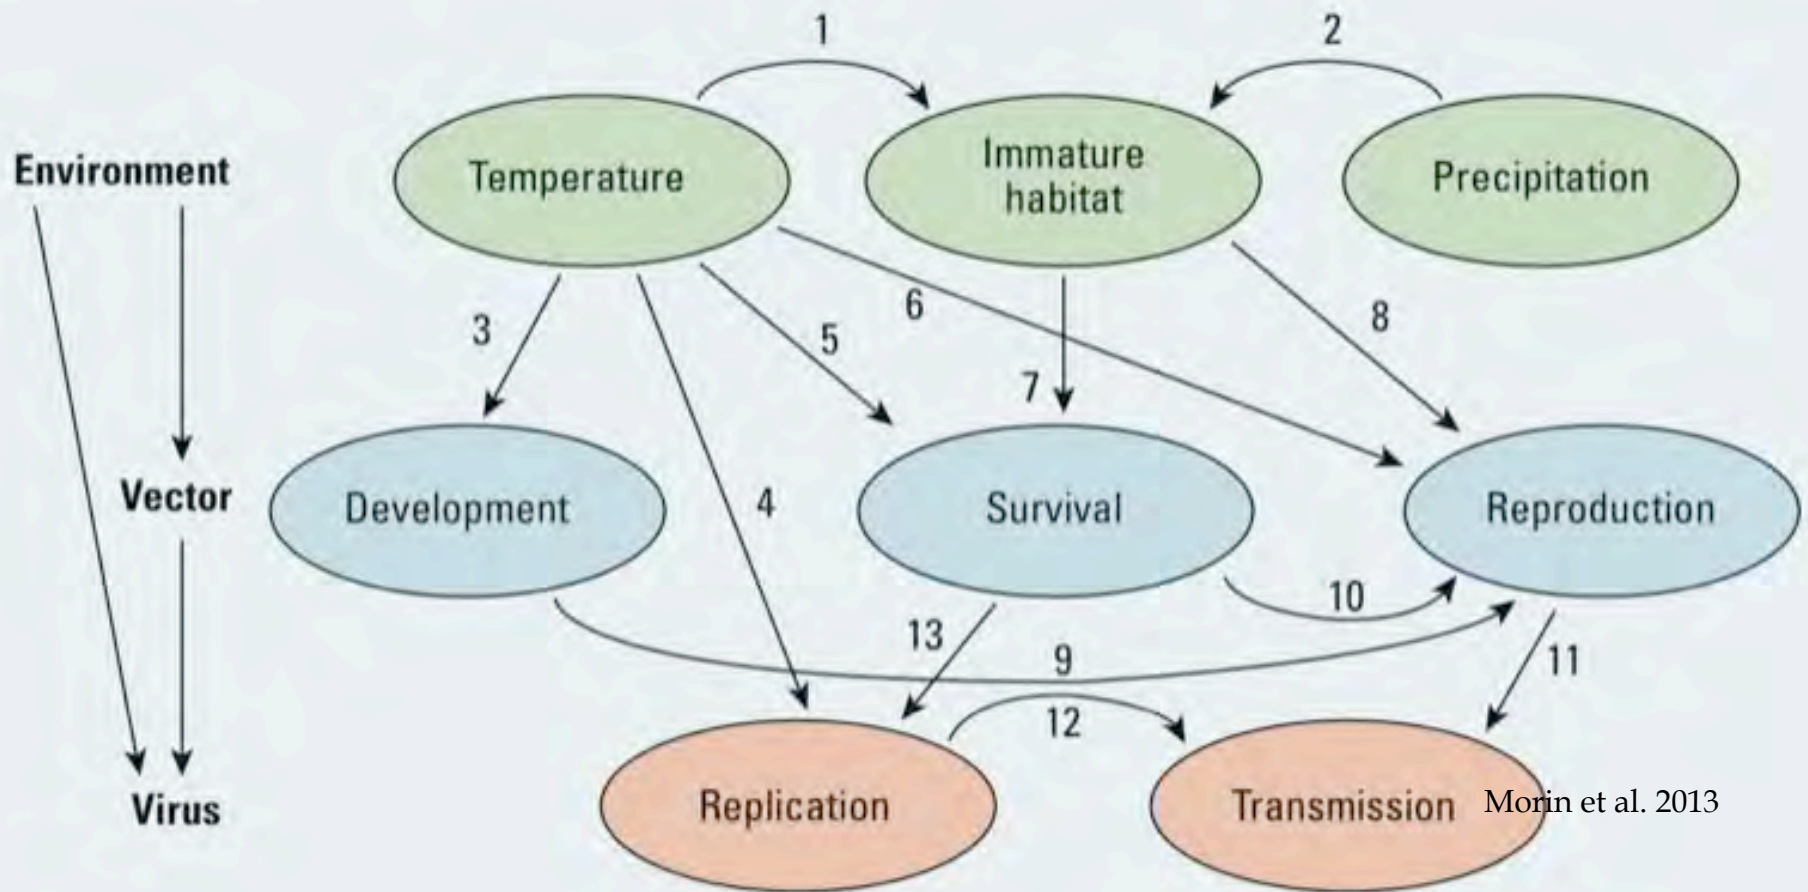 1
2
Environment
Temperature
Immature
habitat
Precipitation
3
5
6
7
8
Vector
Development
4
Survival
Reproduction
10
13
9
11
12
Virus
Replication
Transmission
Morin et al. 2013